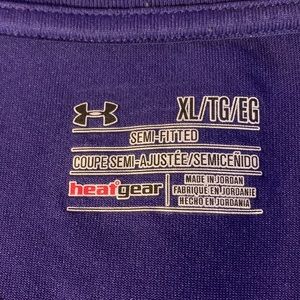 XL/TG/EG
SEMI-FITTED
COUPE SEMI-AJUSTÉE/SEMICEÑIDO
heatgear
MADE IN JORDAN
FABRIQUÉ EN JORDANIE
HECHO EN JORDANIA